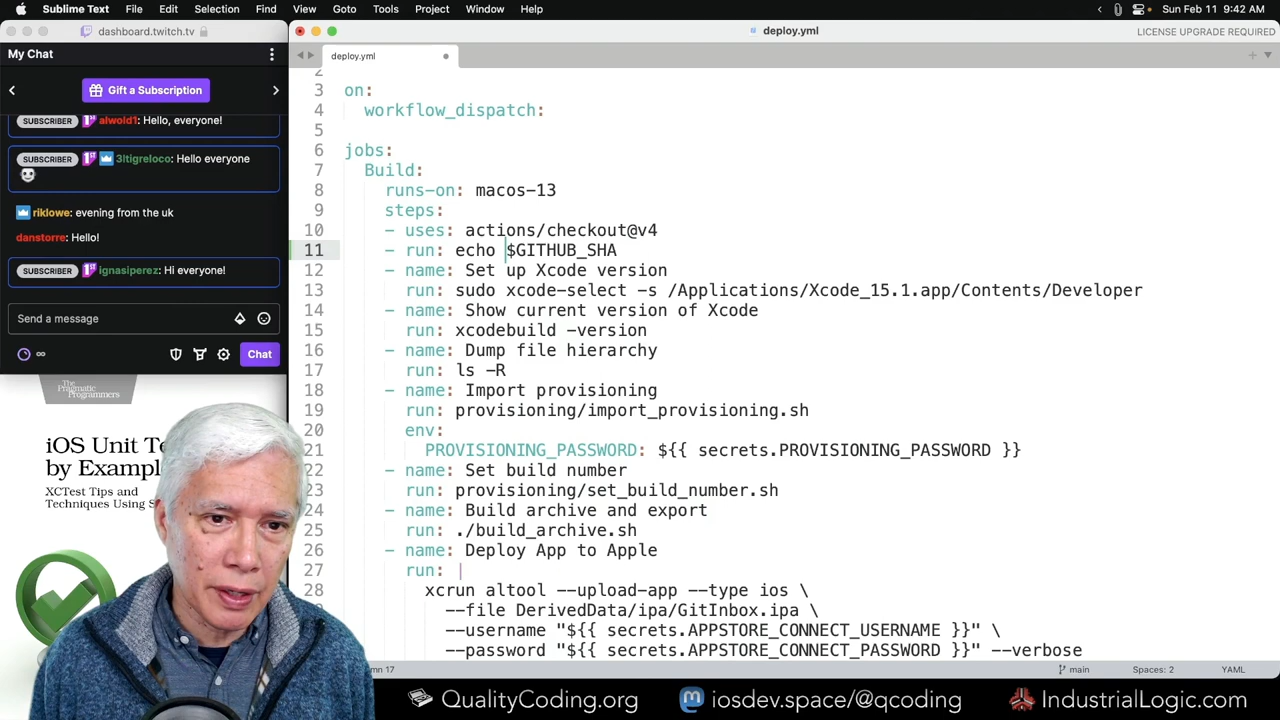 Sublime Text File Edit Selection Find View Goto Tools Project Window Help
Sun Feb 11 9:42 AM
dashboard.twitch.tv
deploy.yml
LICENSE UPGRADE REQUIRED
My Chat
deploy.yml
Gift a Subscription
SUBSCRIBER alwold1: Hello, everyone!
SUBSCRIBER 3ltigreloco: Hello everyone
riklowe: evening from the uk
danstorre: Hello!
SUBSCRIBER ignasiperez: Hi everyone!
Send a message
Chat
2
3 on:
4 workflow_dispatch:
5
6 jobs:
7 Build:
8 runs-on: macos-13
9 steps:
10 - uses: actions/checkout@v4
11 - run: echo $GITHUB_SHA
12 - name: Set up Xcode version
13 run: sudo xcode-select -s /Applications/Xcode_15.1.app/Contents/Developer
14 - name: Show current version of Xcode
15 run: xcodebuild -version
16 - name: Dump file hierarchy
17 run: ls -R
18 - name: Import provisioning
19 run: provisioning/import_provisioning.sh
20 env:
21 PROVISIONING_PASSWORD: ${{ secrets.PROVISIONING_PASSWORD }}
22 - name: Set build number
23 run: provisioning/set_build_number.sh
24 - name: Build archive and export
25 run: ./build_archive.sh
26 - name: Deploy App to Apple
27 run: |
28 xcrun altool --upload-app --type ios \
--file DerivedData/ipa/GitInbox.ipa \
--username "${{ secrets.APPSTORE_CONNECT_USERNAME }}" \
--password "${{ secrets.APPSTORE_CONNECT_PASSWORD }}" --verbose
17
main
Spaces: 2
YAML
The
Pragmatic
Programmers
iOS Unit
by
XCTest Tips and
Techniques Using
QualityCoding.org
iosdev.space/@qcoding
IndustrialLogic.com